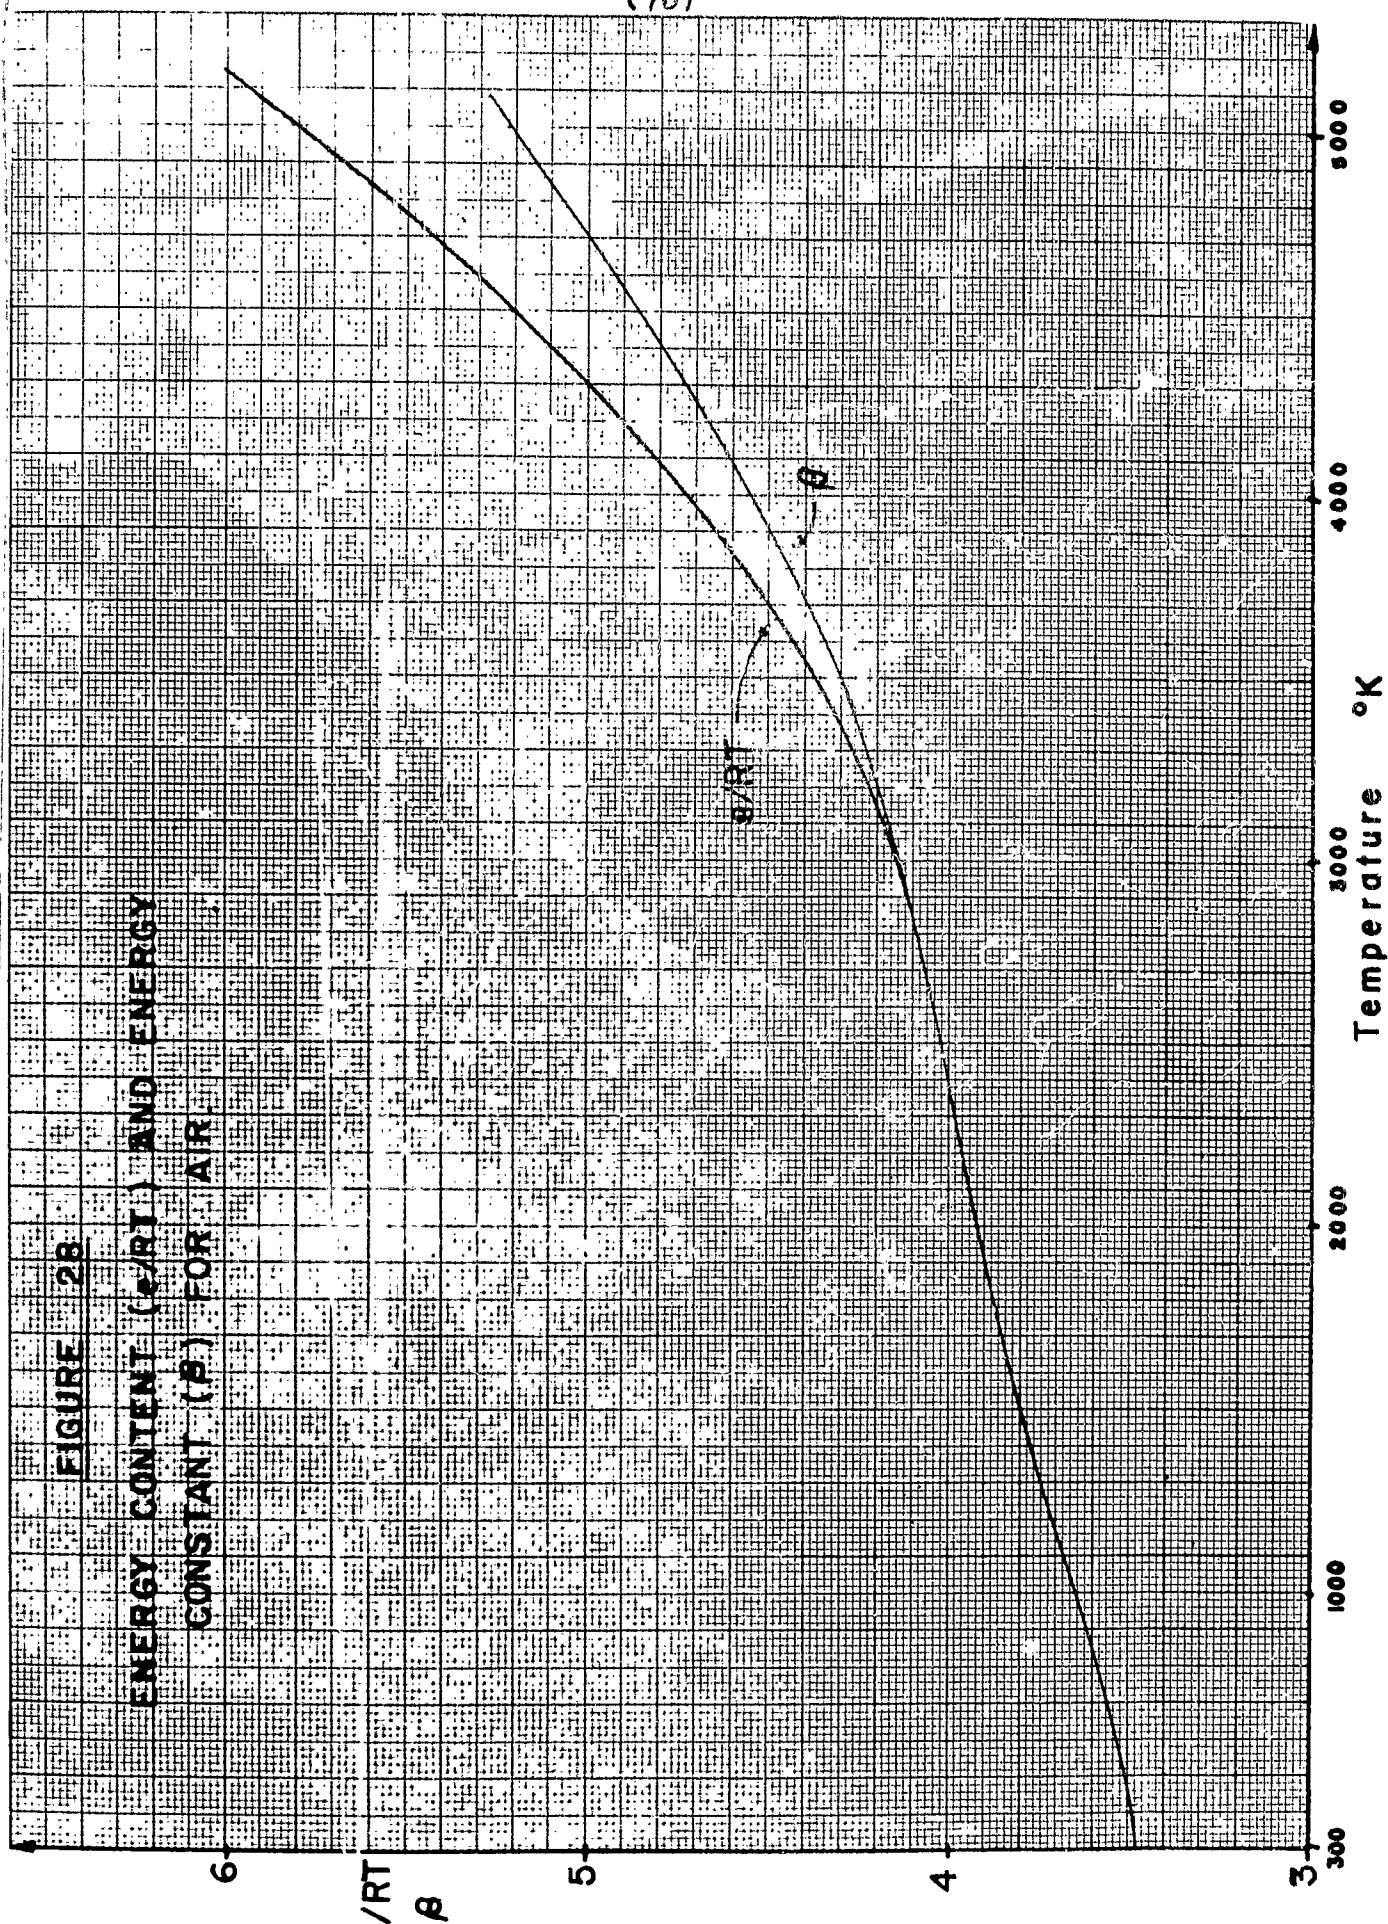 FIGURE 2B
ENERGY CONTENT (e/RT) AND ENERGY
CONSTANT (β) FOR AIR
/RT
β
6
5
4
3
e/RT
β
300
1000
2000
3000
4000
5000
Temperature °K